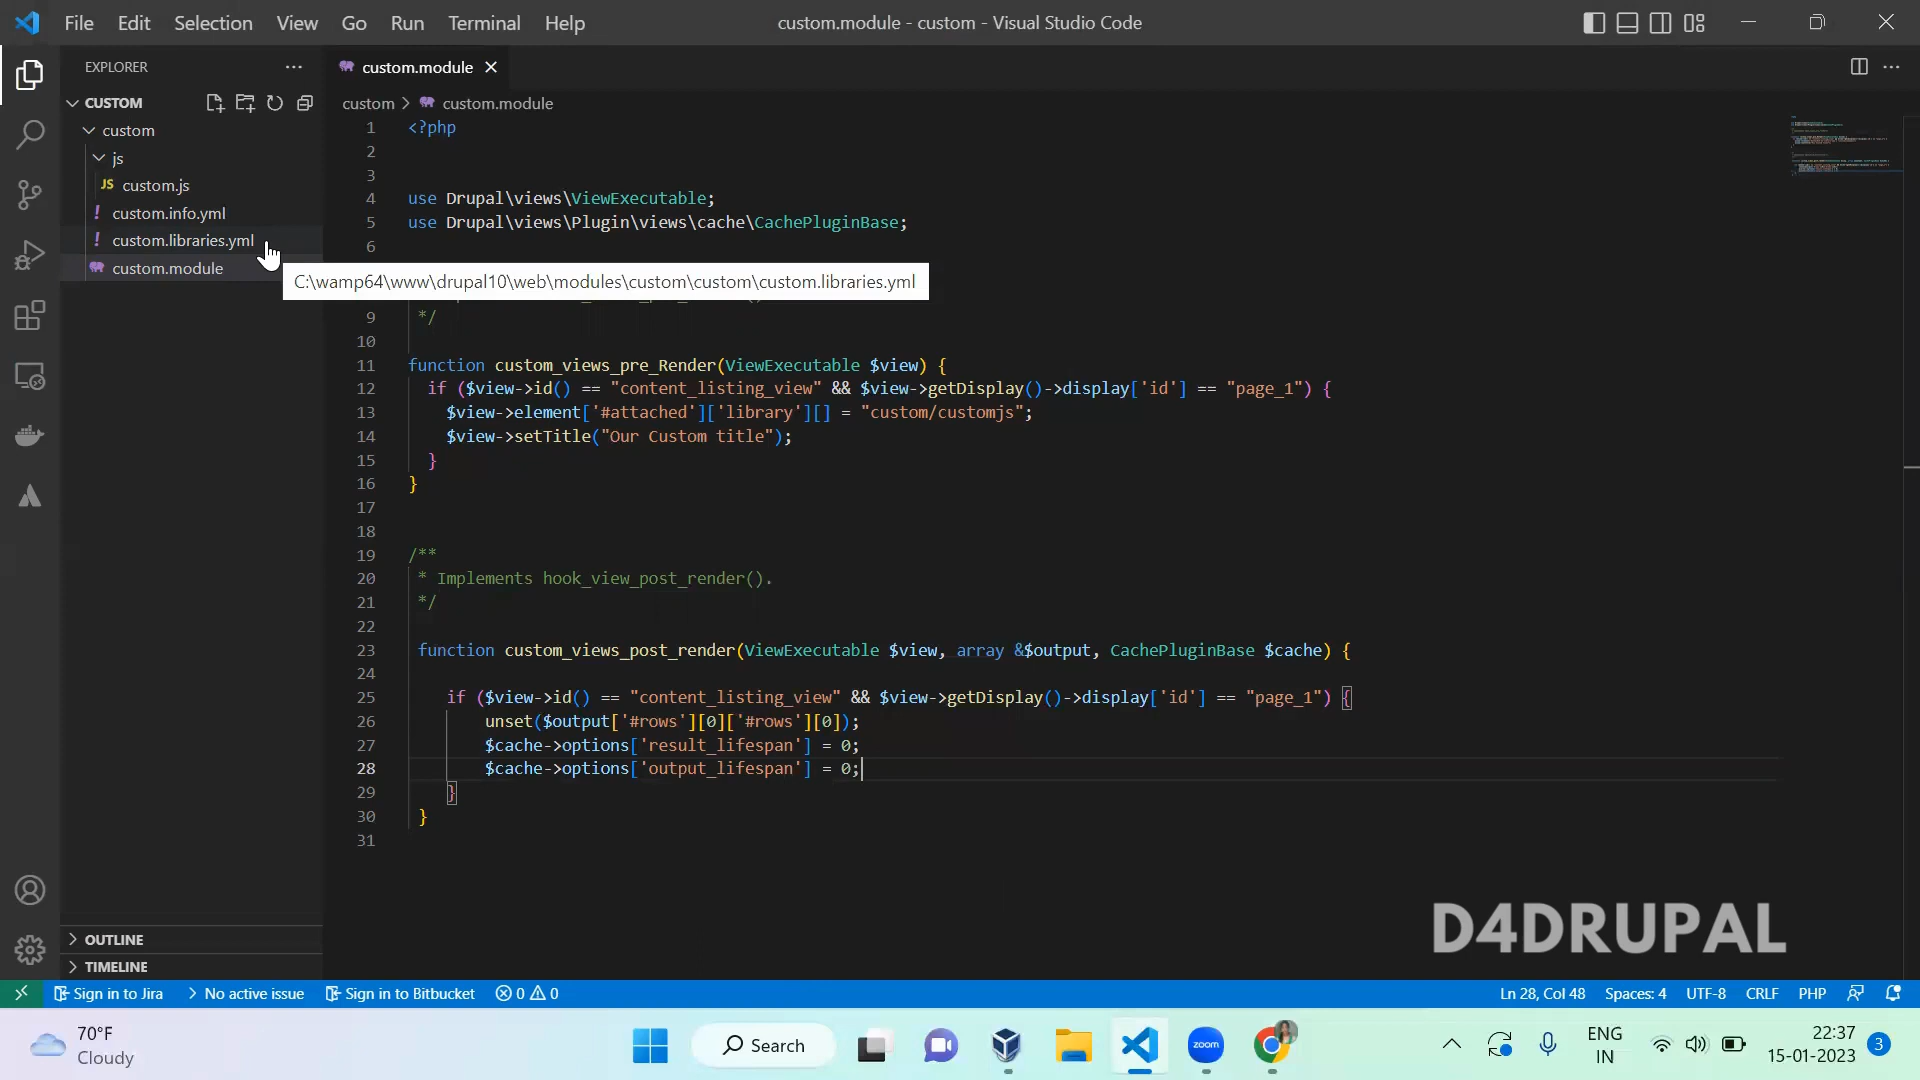 File Edit Selection View Go Run Terminal Help
custom.module - custom - Visual Studio Code
EXPLORER
CUSTOM
custom
js
JS custom.js
! custom.info.yml
! custom.libraries.yml
custom.module
OUTLINE
TIMELINE
custom.module
custom > custom.module
1 <?php
2
3
4 use Drupal\views\ViewExecutable;
5 use Drupal\views\Plugin\views\cache\CachePluginBase;
6
C:\wamp64\www\drupal10\web\modules\custom\custom\custom.libraries.yml
9 */
10
11 function custom_views_pre_Render(ViewExecutable $view) {
12 if ($view->id() == "content_listing_view" && $view->getDisplay()->display['id'] == "page_1") {
13 $view->element['#attached']['library'][] = "custom/customjs";
14 $view->setTitle("Our Custom title");
15 }
16 }
17
18
19 /**
20 * Implements hook_view_post_render().
21 */
22
23 function custom_views_post_render(ViewExecutable $view, array &$output, CachePluginBase $cache) {
24
25 if ($view->id() == "content_listing_view" && $view->getDisplay()->display['id'] == "page_1") {
26 unset($output['#rows'][0]['#rows'][0]);
27 $cache->options['result_lifespan'] = 0;
28 $cache->options['output_lifespan'] = 0;
29 }
30 }
31
D4DRUPAL
Sign in to Jira No active issue Sign in to Bitbucket 0 0 Ln 28, Col 48 Spaces: 4 UTF-8 CRLF PHP
70°F
Cloudy
Search
zoom
ENG
IN
22:37
15-01-2023
3